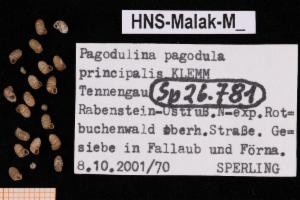 HNS-Malak-M_
Pagodulina pagodula
principalis KLEMM
Tennengau Sp26.781
Rabenstein-Ostfuß.N-exp.Rot-
buchenwald oberh.Straße. Ge-
siebe in Fallaub und Förna.
8.10.2001/70 SPERLING